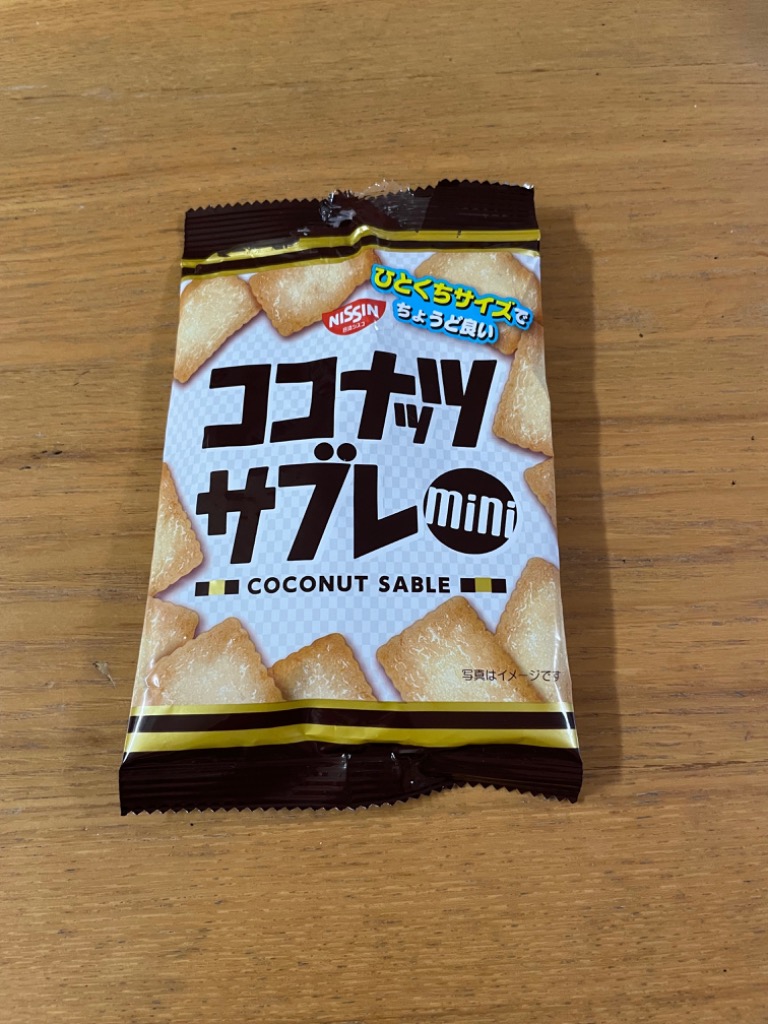 ひとくちサイズで
ちょうど良い
NISSIN
日清シスコ
ココナッツ
サブレ mini
COCONUT SABLE
写真はイメージです